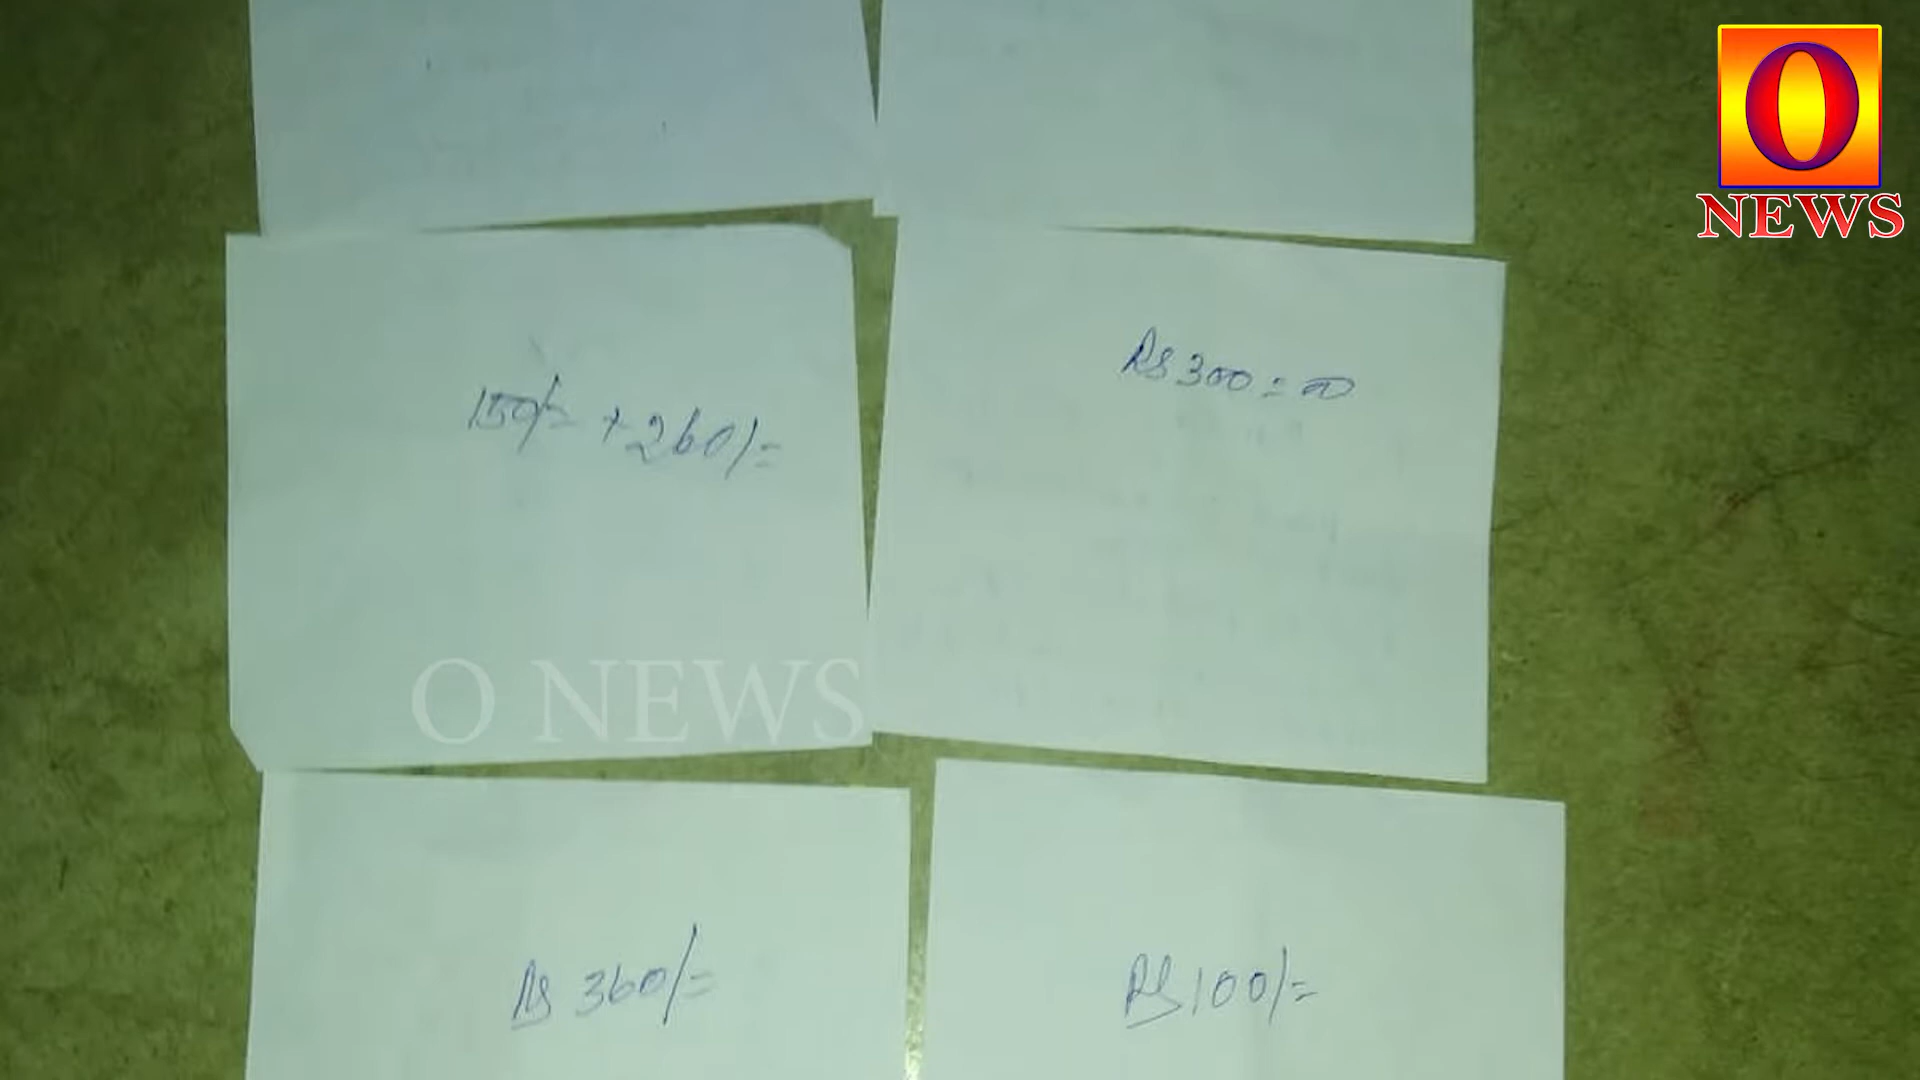 O
NEWS
150/= + 260/=
Rs 300=00
O NEWS
Rs 360/=
Rs 100/=